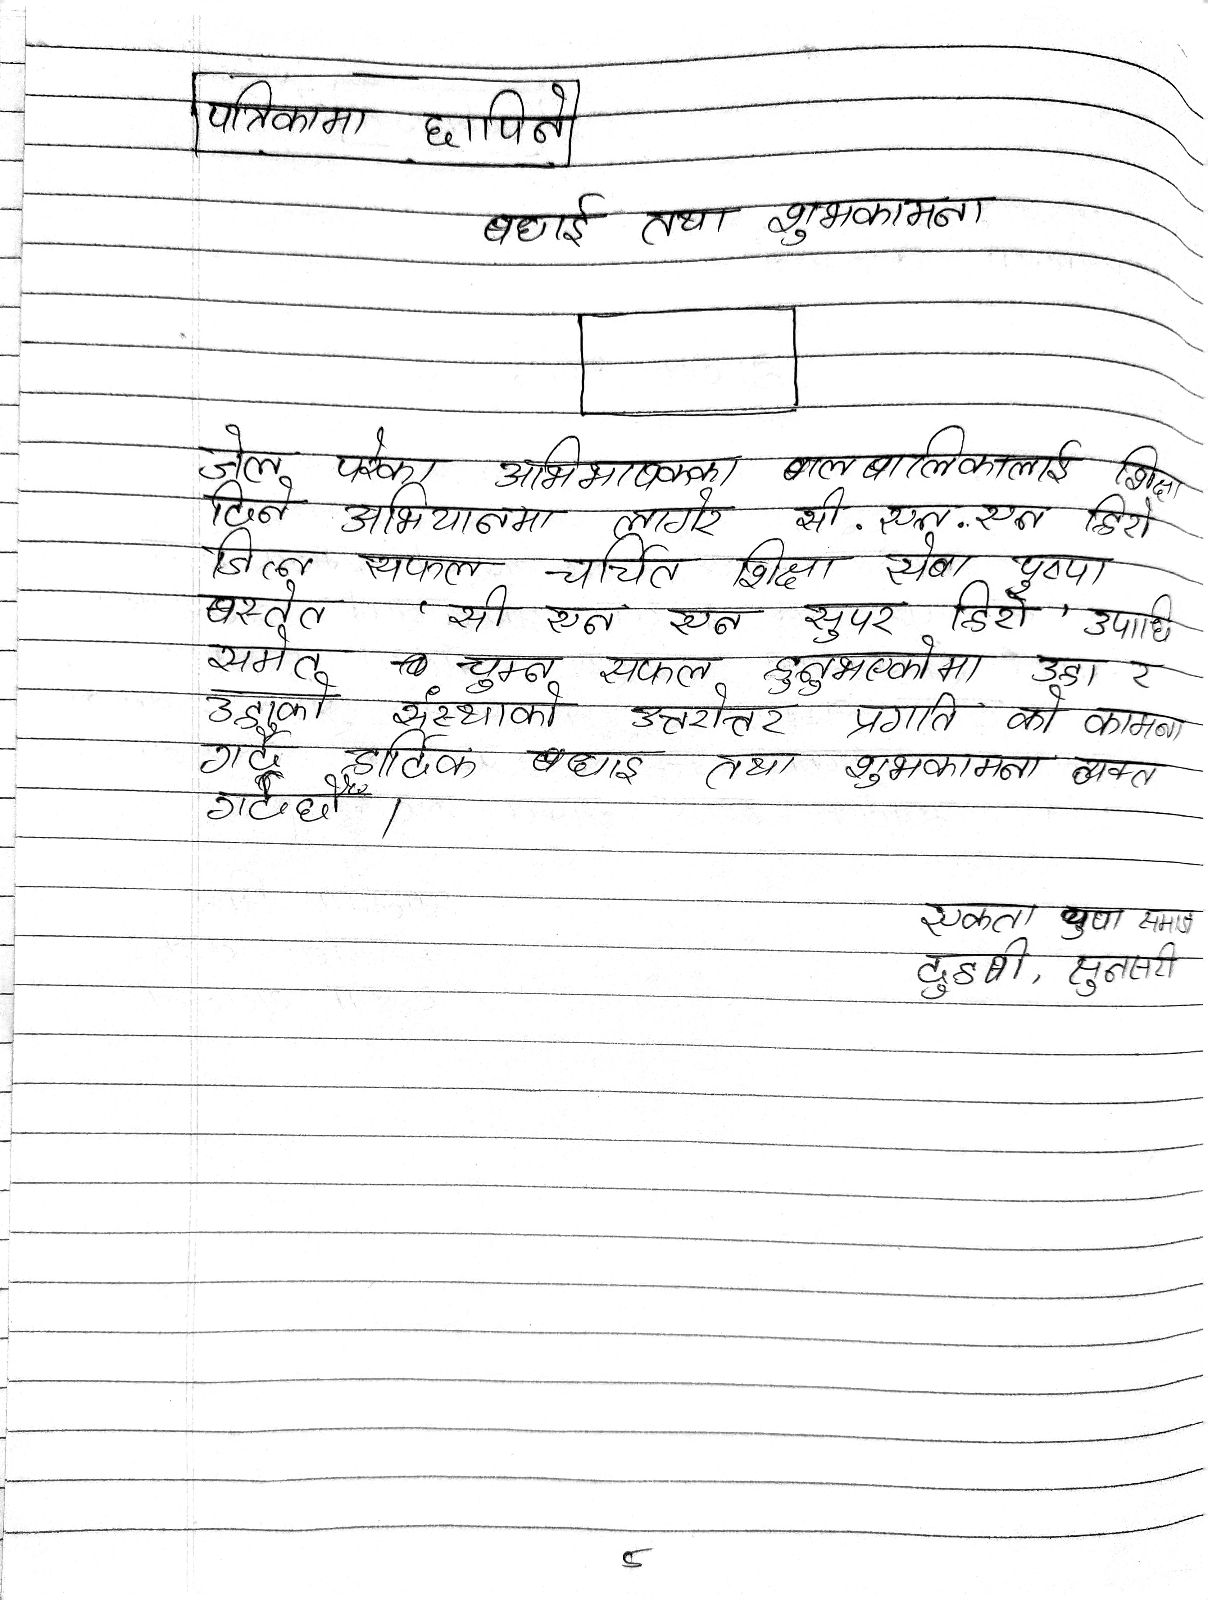 पत्रिकामा छापिने
बधाई तथा शुभकामना
जेल परेका अभिभावकका बालबालिकालाई शिक्षा
दिने अभियानमा लागेर सी.एन.एन हिरो
जित्न सफल चर्चित शिक्षा सेवा पुष्पा
बस्नेत 'सी एन एन सुपर हिरो' उपाधि
समेत चुम्न सफल हुनुभएकोमा उहा र
उहाको संस्थाको उत्तरोत्तर प्रगति को कामना
गर्दै हार्दिक बधाइ तथा शुभकामना व्यक्त
गर्दछौं ।
एकता युवा समाज
दुहबी, सुनसरी